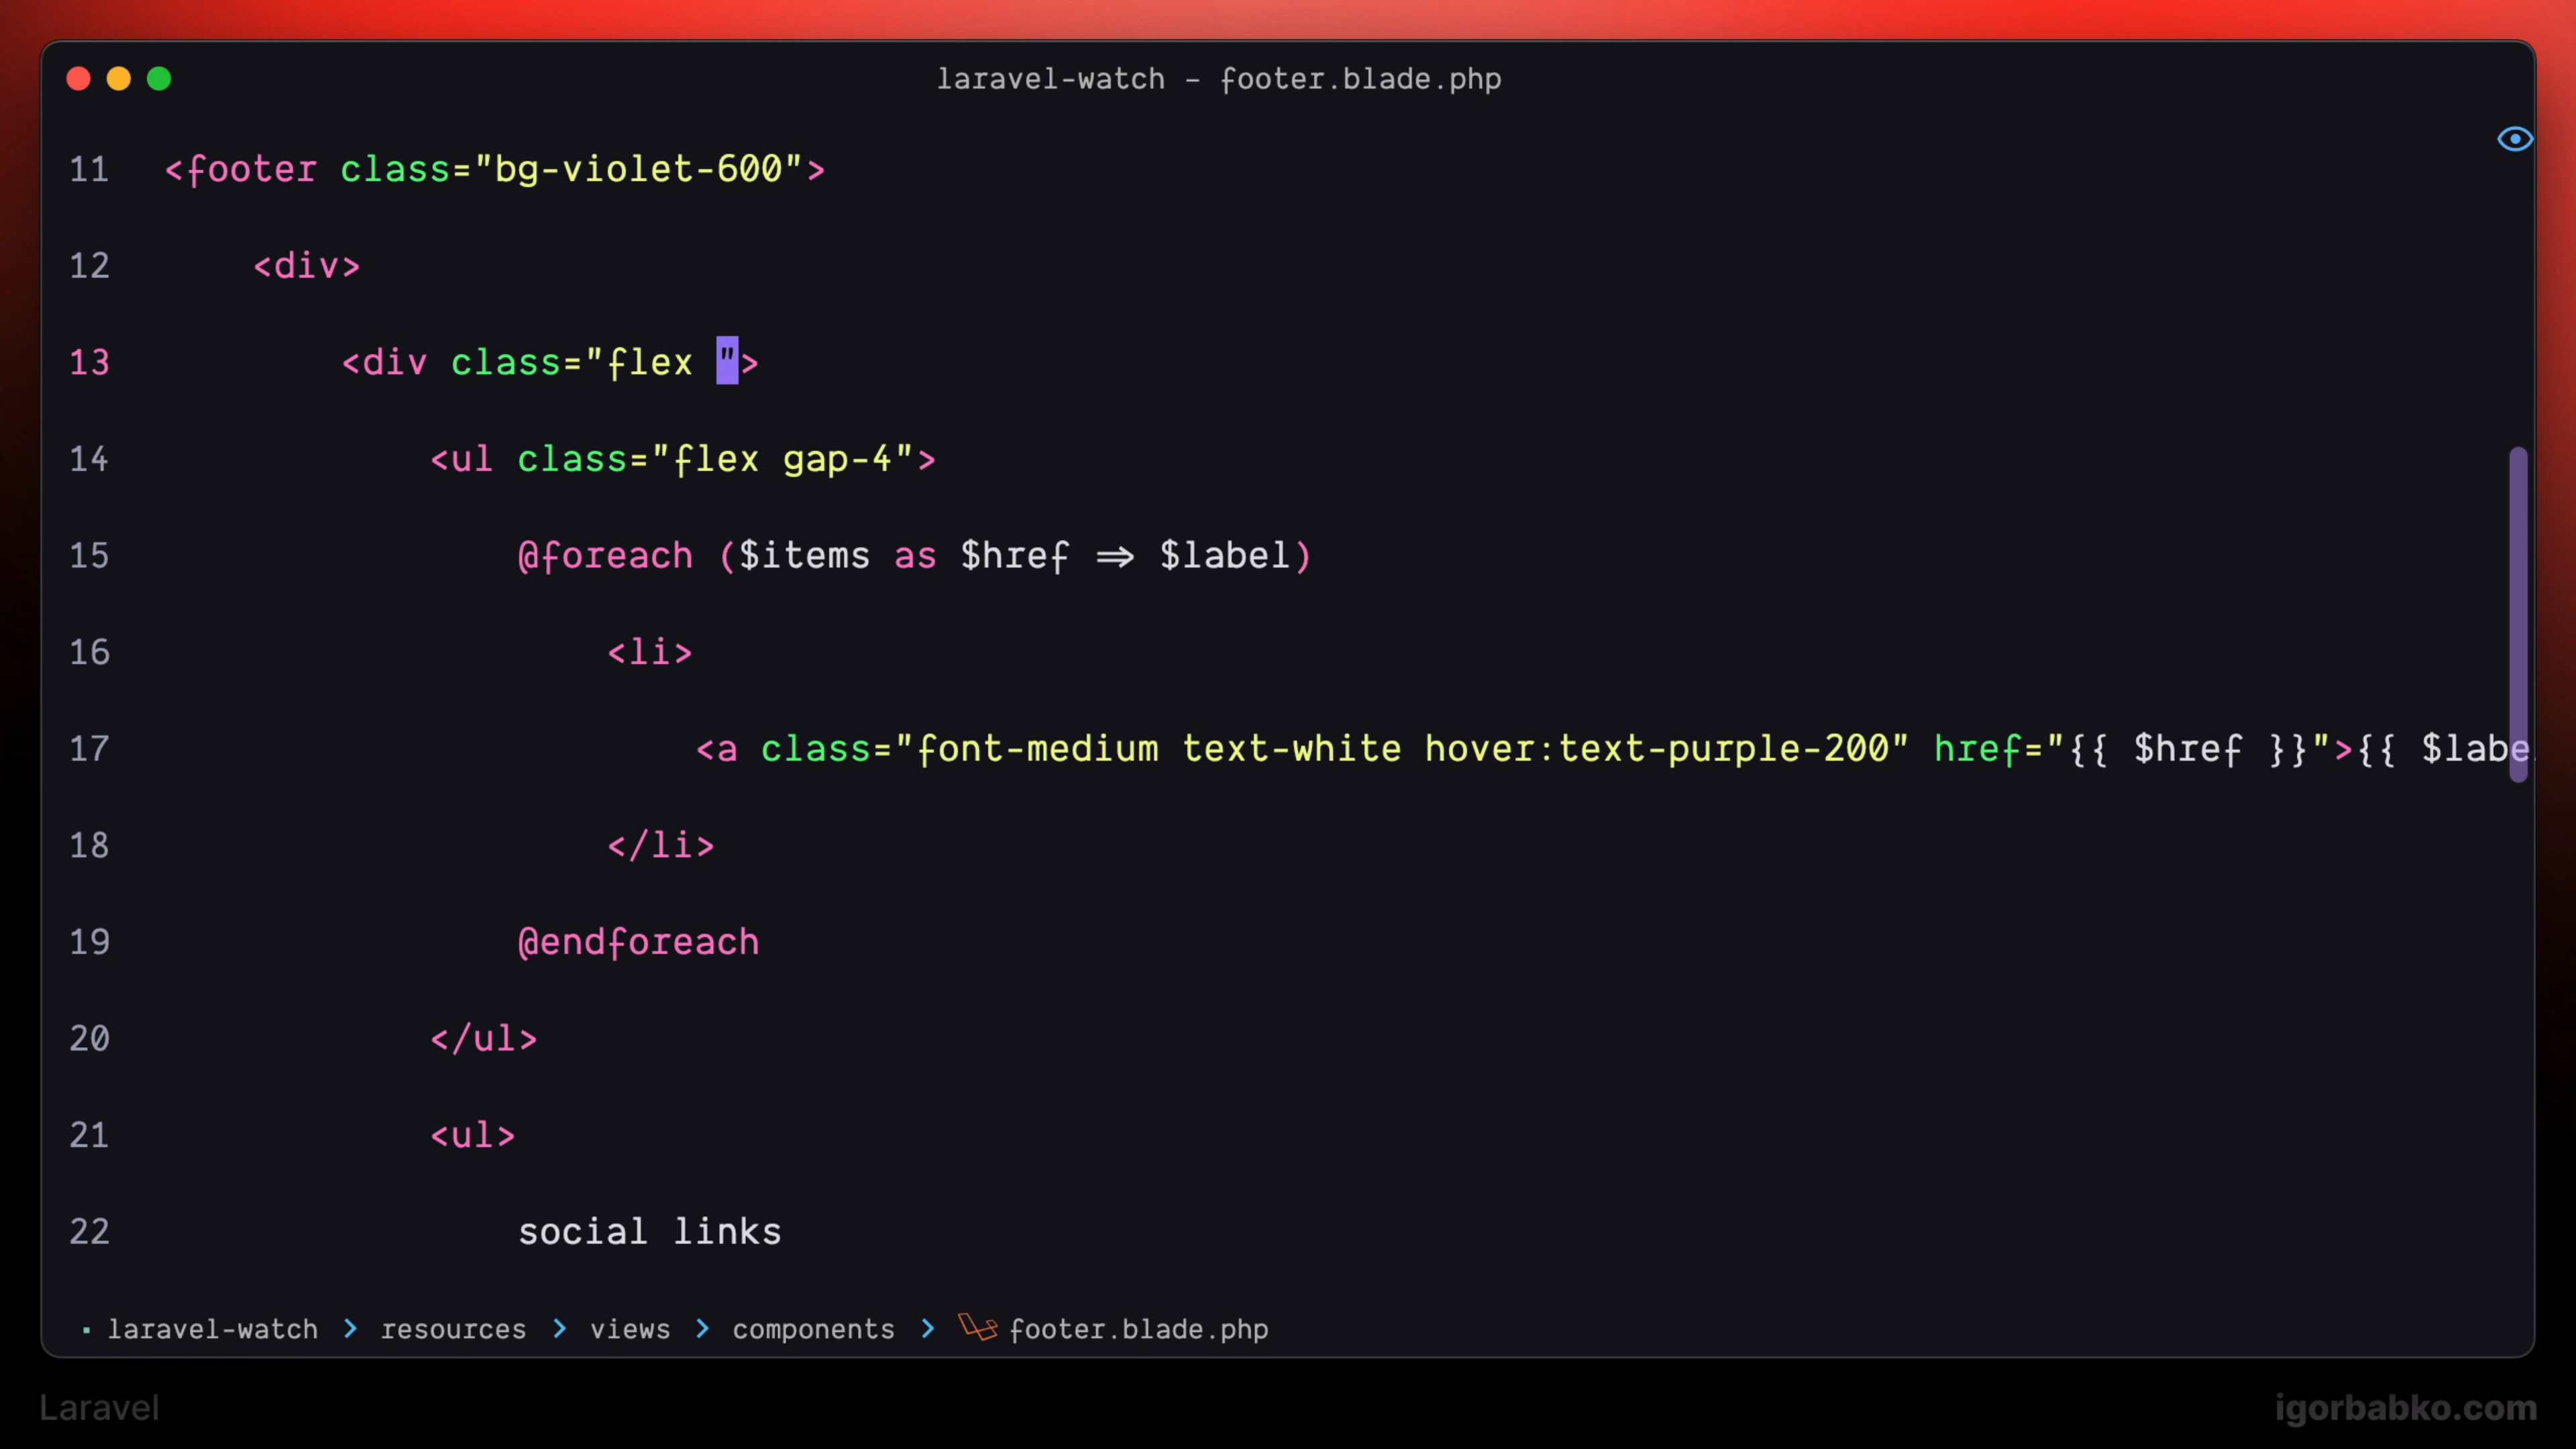 laravel-watch – footer.blade.php
11 <footer class="bg-violet-600">
12 <div>
13 <div class="flex ">
14 <ul class="flex gap-4">
15 @foreach ($items as $href => $label)
16 <li>
17 <a class="font-medium text-white hover:text-purple-200" href="{{ $href }}">{{ $labe
18 </li>
19 @endforeach
20 </ul>
21 <ul>
22 social links
laravel-watch > resources > views > components > footer.blade.php
Laravel
igorbabko.com